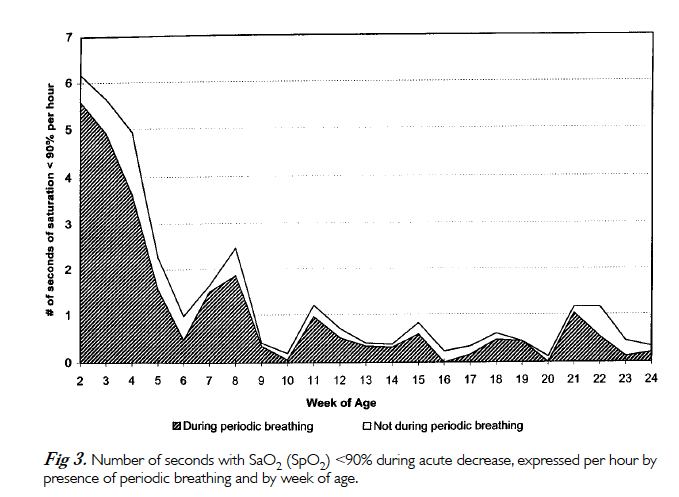 # of seconds of saturation < 90% per hour
7
6
5
4
3
2
1
0
2 3 4 5 6 7 8 9 10 11 12 13 14 15 16 17 18 19 20 21 22 23 24
Week of Age
During periodic breathing Not during periodic breathing
Fig 3. Number of seconds with SaO₂ (SpO₂) <90% during acute decrease, expressed per hour by
presence of periodic breathing and by week of age.